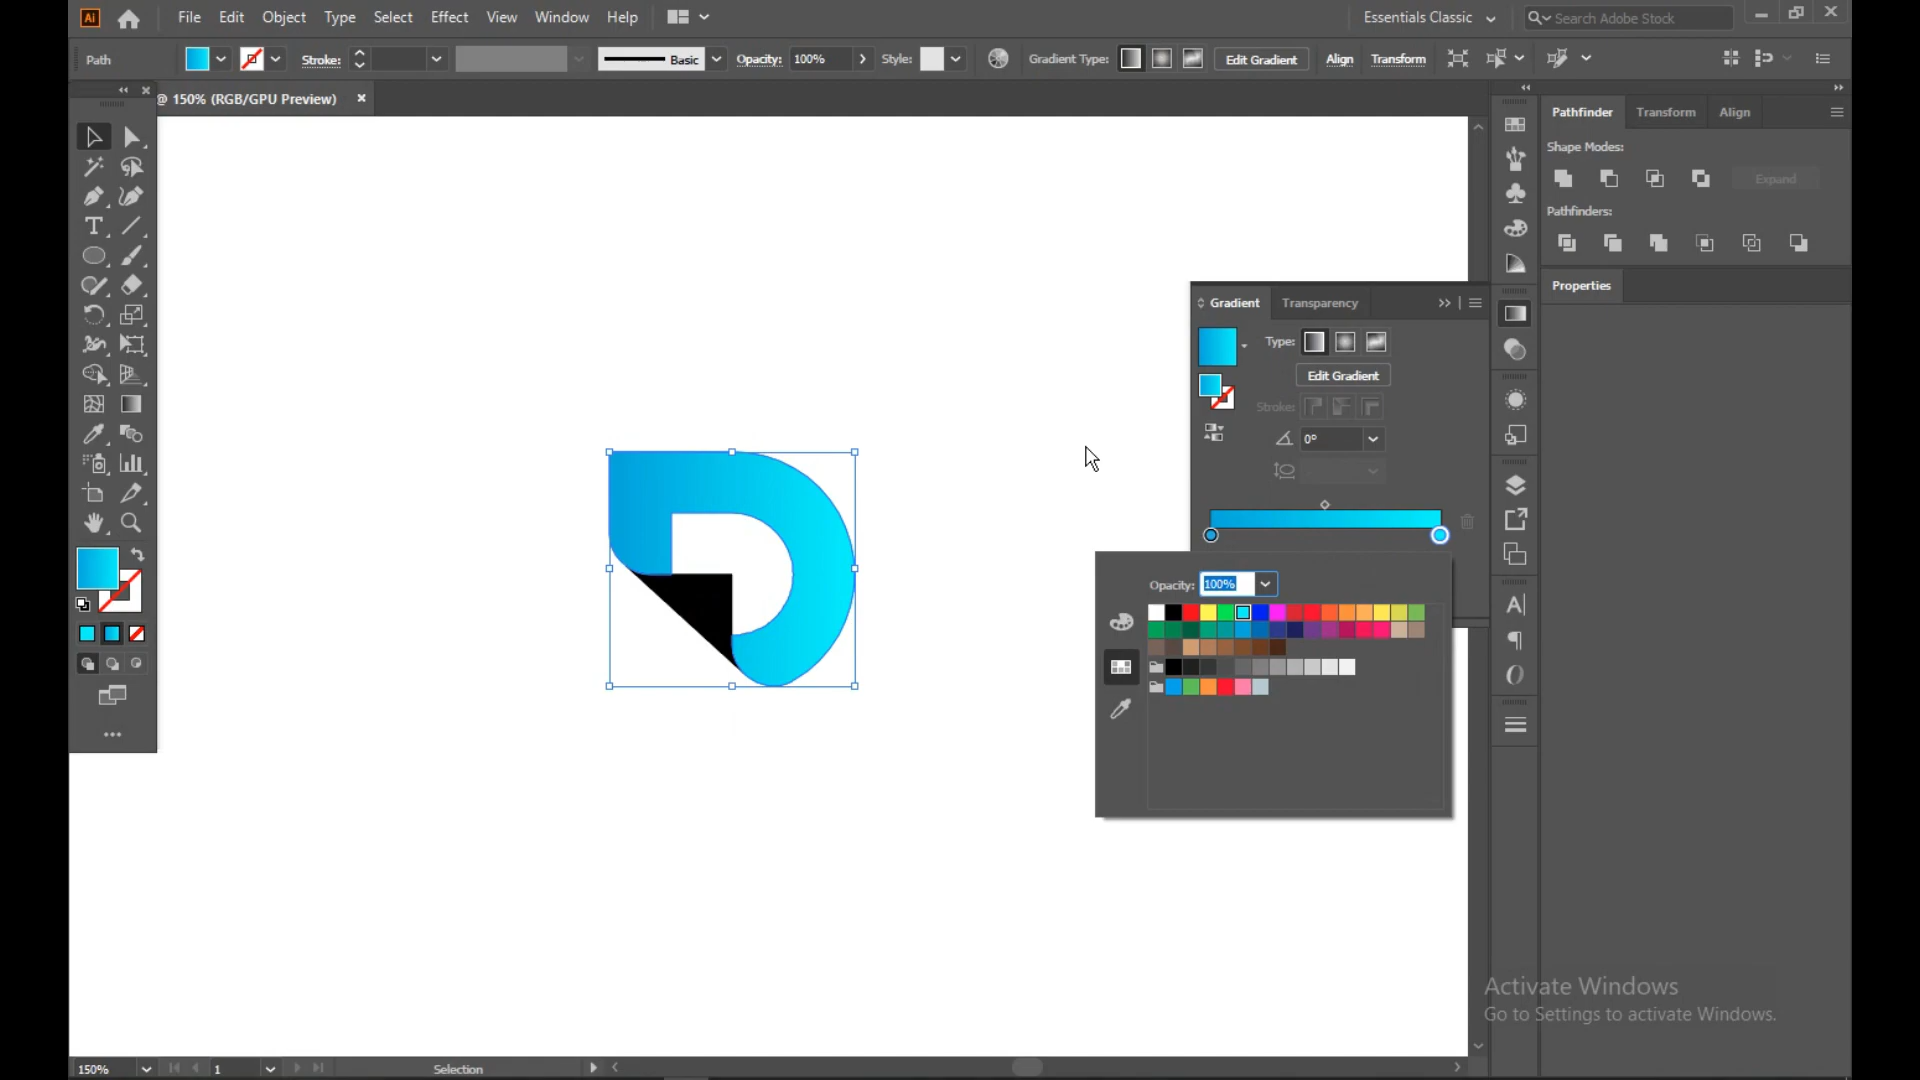 Ai File Edit Object Type Select Effect View Window Help Essentials Classic Search Adobe Stock
Path Stroke: Basic Opacity: 100% Style: Gradient Type: Edit Gradient Align Transform
@ 150% (RGB/GPU Preview)
Pathfinder Transform Align
Shape Modes:
Expand
Pathfinders:
Properties
Gradient Transparency
Type:
Edit Gradient
Stroke:
0°
Opacity: 100%
Activate Windows
Go to Settings to activate Windows.
150% 1 Selection